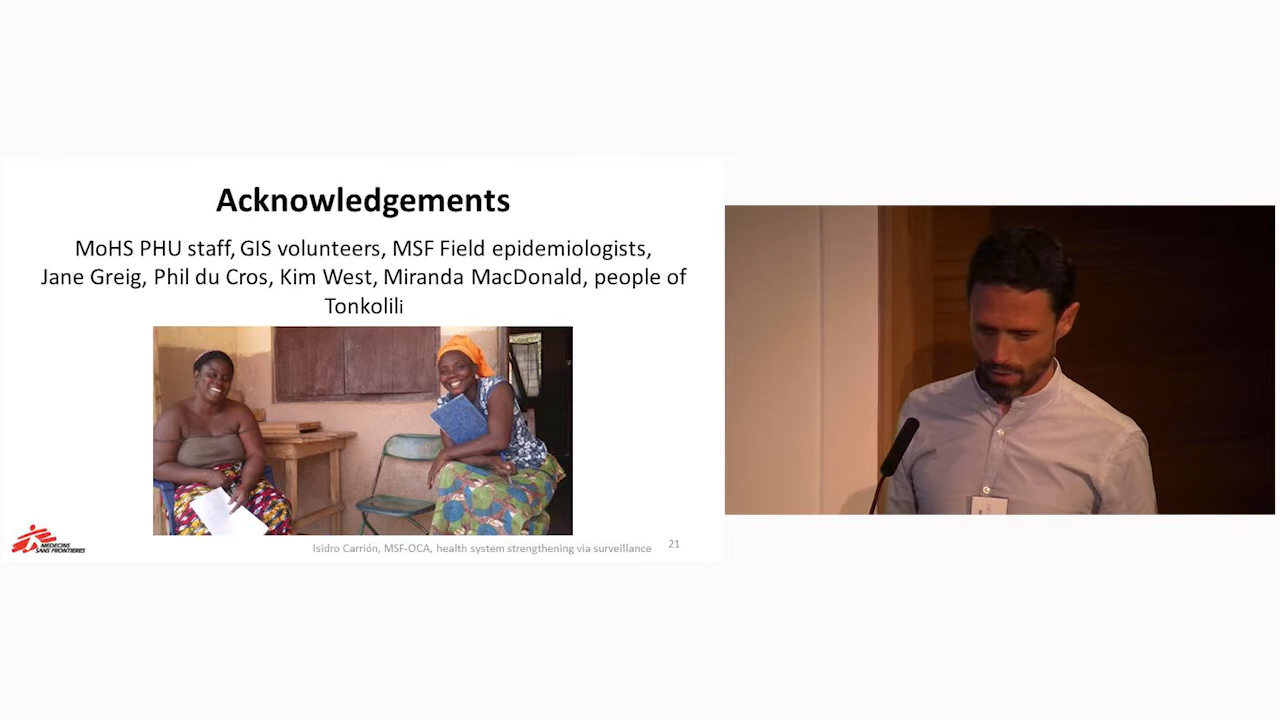 Acknowledgements
MoHS PHU staff, GIS volunteers, MSF Field epidemiologists,
Jane Greig, Phil du Cros, Kim West, Miranda MacDonald, people of
Tonkolili
MEDECINS
SANS FRONTIERES
Isidro Carrión, MSF-OCA, health system strengthening via surveillance
21